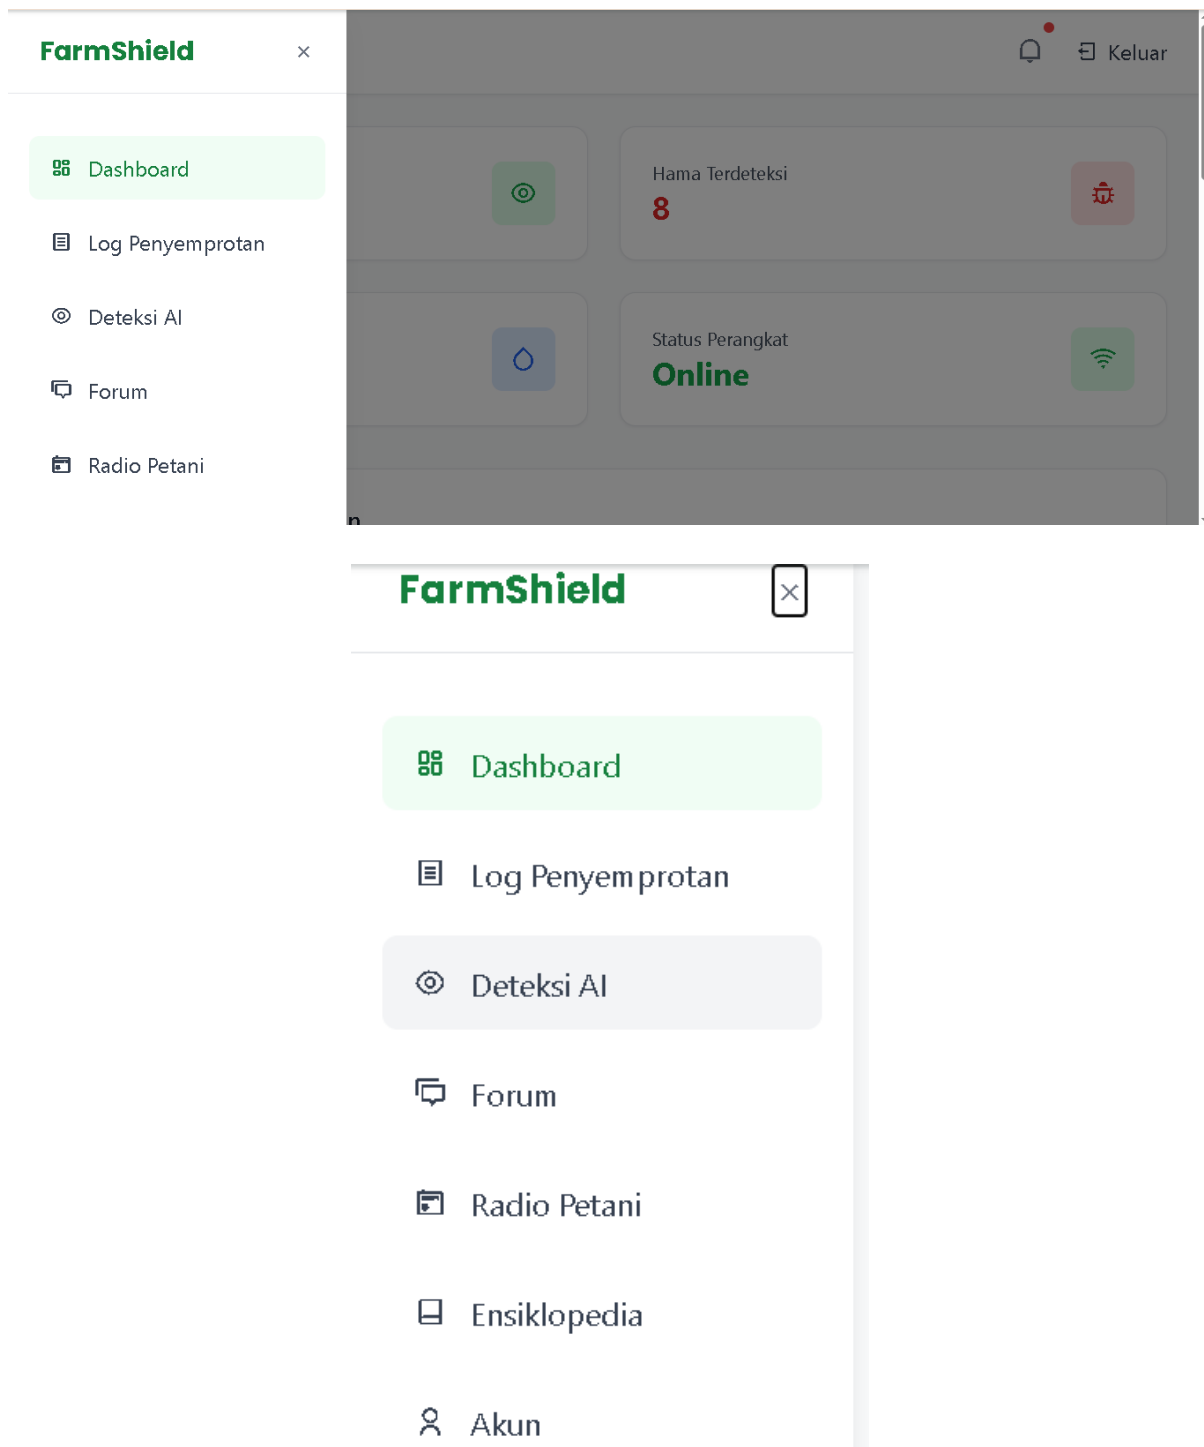 FarmShield
Keluar
Dashboard
Log Penyemprotan
Deteksi AI
Forum
Radio Petani
Hama Terdeteksi
8
Status Perangkat
Online
n
FarmShield
Dashboard
Log Penyemprotan
Deteksi AI
Forum
Radio Petani
Ensiklopedia
Akun